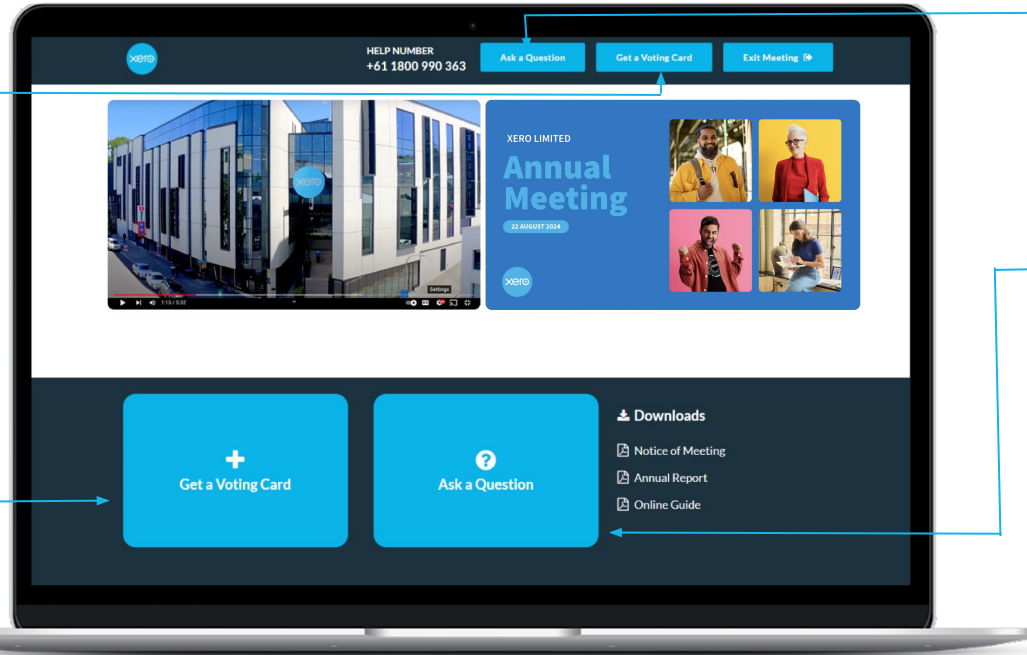 xero
HELP NUMBER
+61 1800 990 363
Ask a Question
Get a Voting Card
Exit Meeting
xero
Settings
1:15 / 5:32
XERO LIMITED
Annual
Meeting
22 AUGUST 2024
xero
Get a Voting Card
Ask a Question
Downloads
Notice of Meeting
Annual Report
Online Guide